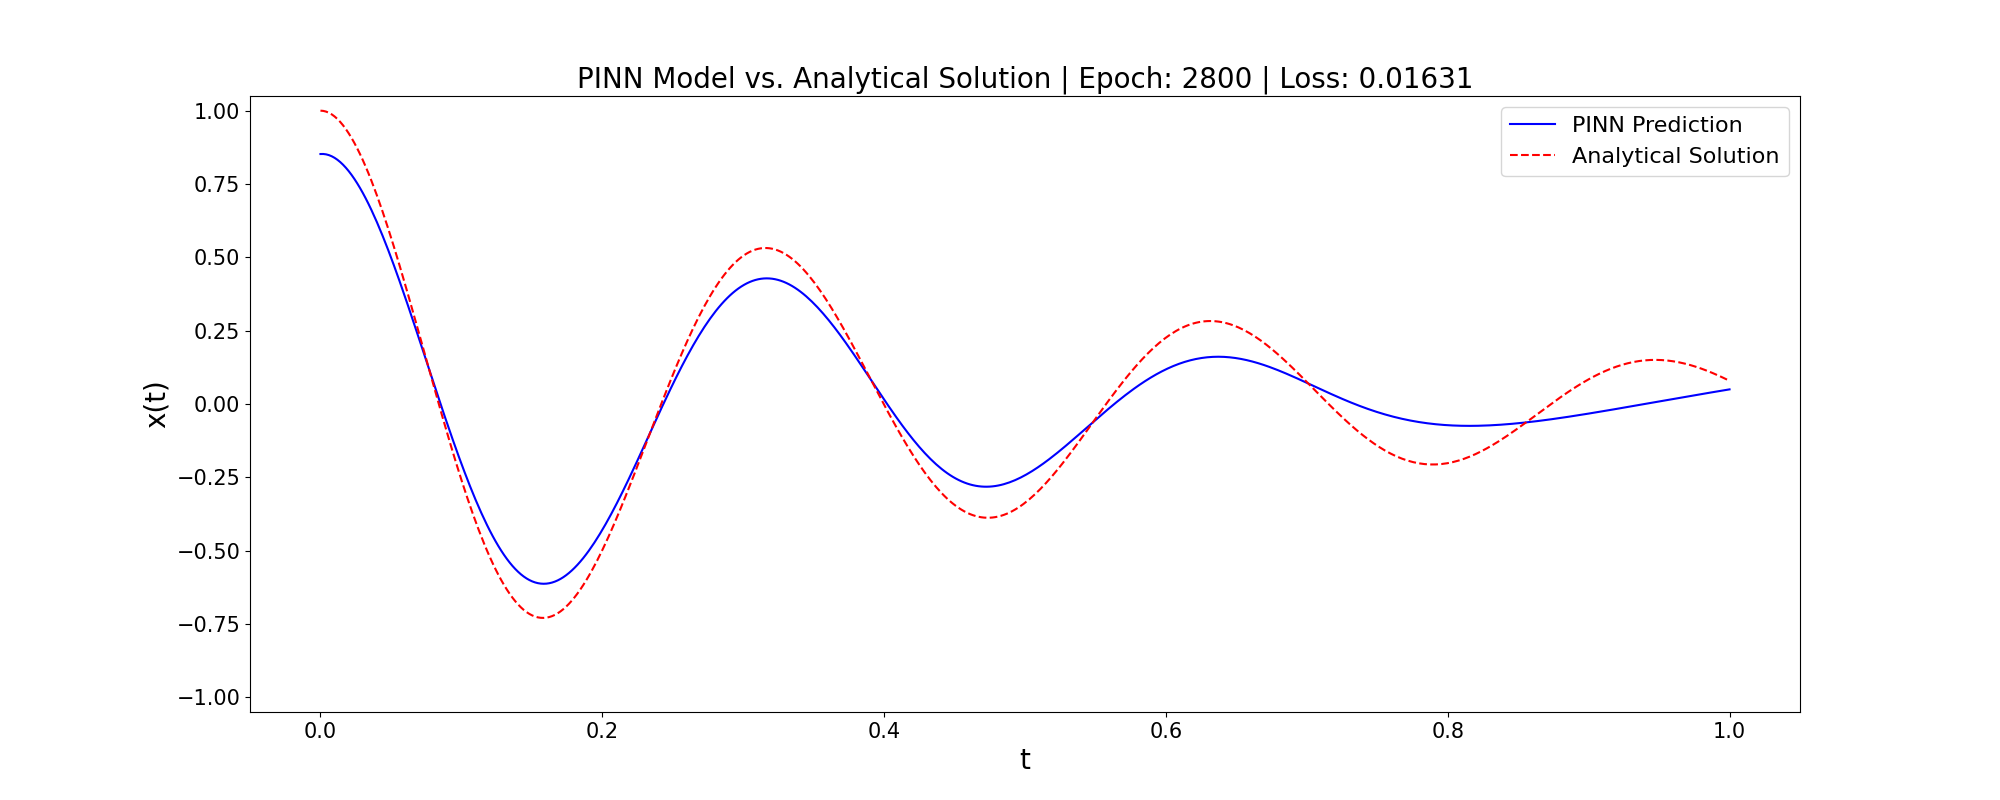 PINN Model vs. Analytical Solution | Epoch: 2800 | Loss: 0.01631
PINN Prediction
Analytical Solution
x(t)
1.00
0.75
0.50
0.25
0.00
−0.25
−0.50
−0.75
−1.00
0.0 0.2 0.4 0.6 0.8 1.0
t